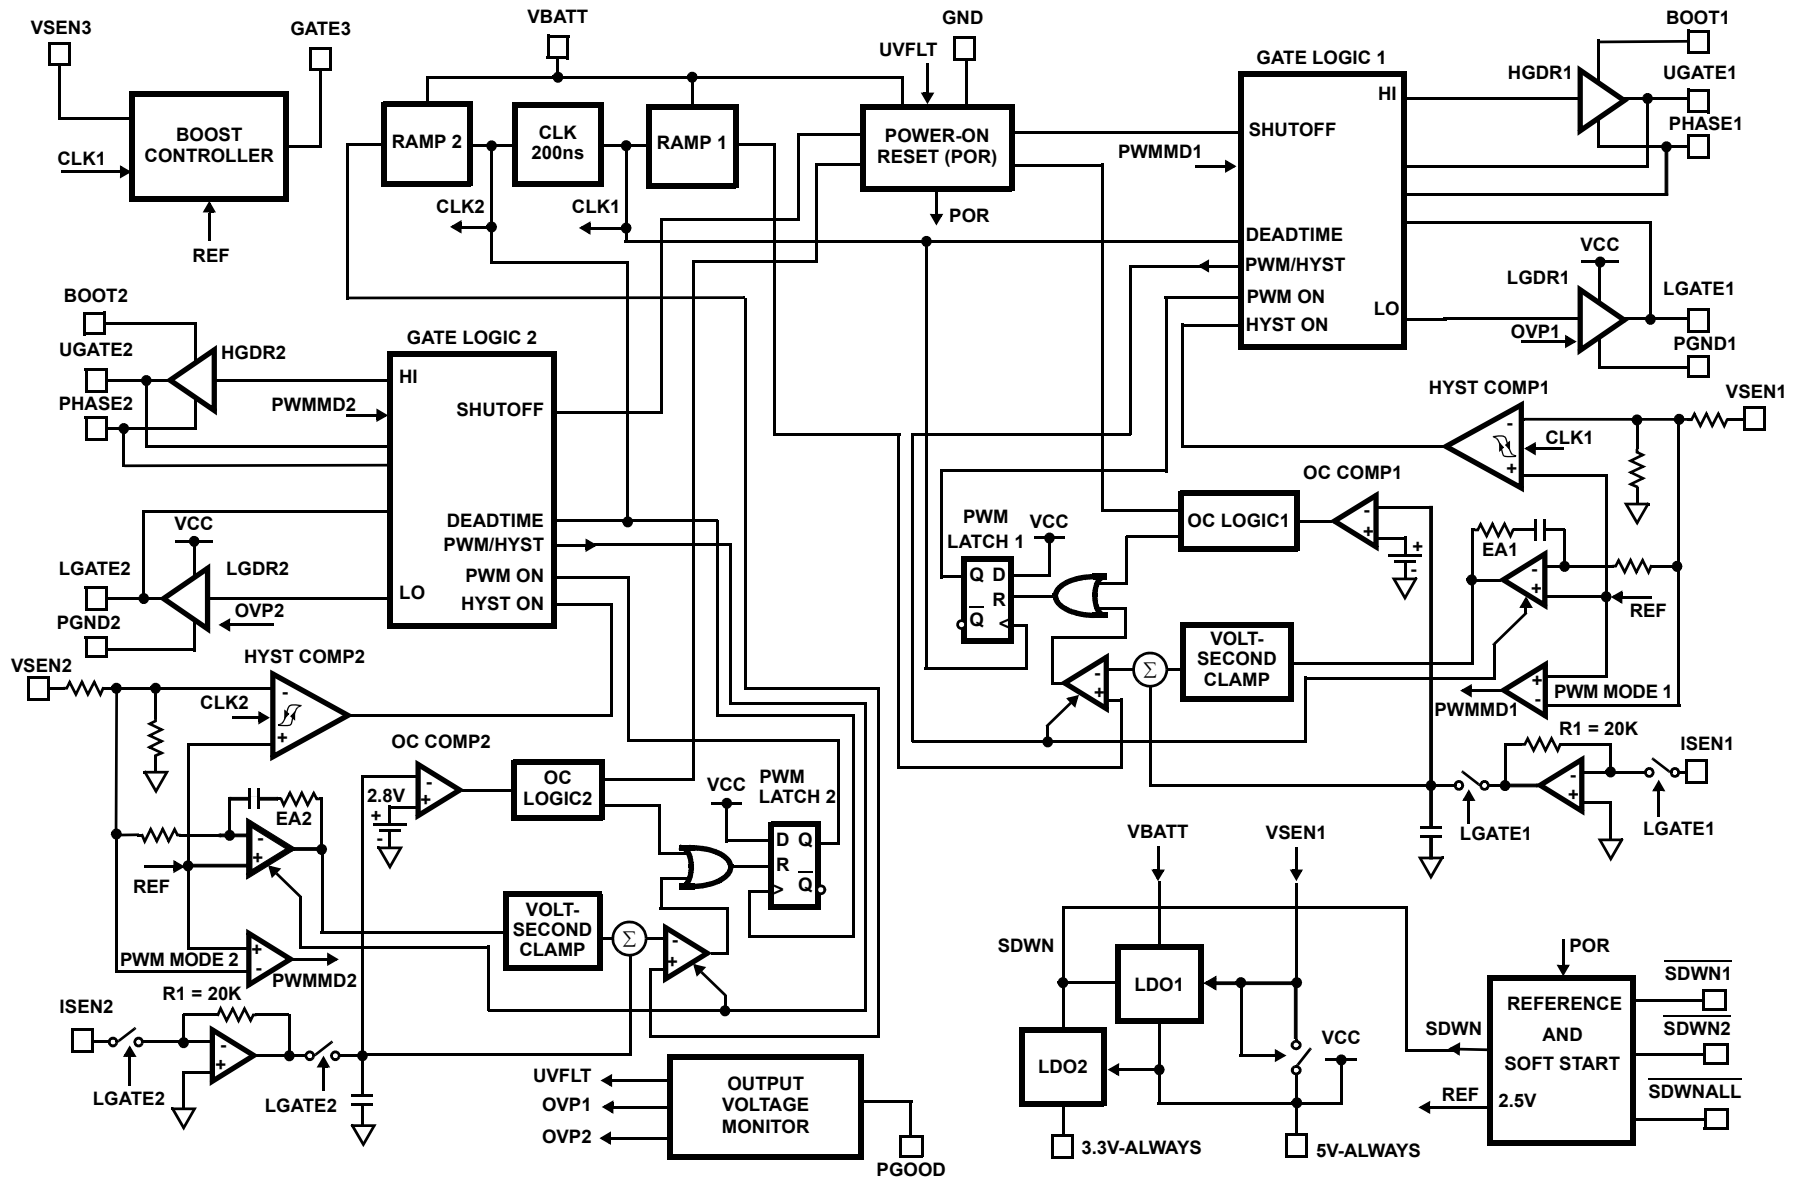 VSEN3
GATE3
VBATT
GND
UVFLT
BOOT1
GATE LOGIC 1
HGDR1
UGATE1
HI
PHASE1
BOOST
CONTROLLER
RAMP 2
CLK
200ns
RAMP 1
POWER-ON
RESET (POR)
SHUTOFF
PWMMD1
CLK1
CLK2
CLK1
POR
REF
DEADTIME
VCC
PWM/HYST
LGDR1
LGATE1
BOOT2
PWM ON
LO
HYST ON
OVP1
PGND1
UGATE2
HGDR2
GATE LOGIC 2
HI
PHASE2
PWMMD2
SHUTOFF
HYST COMP1
VSEN1
-
CLK1
+
OC COMP1
VCC
DEADTIME
PWM/HYST
PWM
LATCH 1
VCC
OC LOGIC1
-
+
+
-
EA1
LGATE2
LGDR2
PWM ON
LO
HYST ON
OVP2
PGND2
Q D
R
Q
<
-
+
REF
HYST COMP2
VSEN2
-
CLK2
+
VOLT-
SECOND
CLAMP
Σ
-
+
+
-
PWM MODE 1
PWMMD1
R1 = 20K
ISEN1
-
+
LGATE1
LGATE1
OC COMP2
2.8V
-
+
+
-
OC
LOGIC2
VCC
PWM
LATCH 2
D Q
R
Q
>
EA2
-
+
REF
VOLT-
SECOND
CLAMP
Σ
-
+
+
-
PWM MODE 2
PWMMD2
R1 = 20K
ISEN2
-
+
LGATE2
LGATE2
VBATT
VSEN1
SDWN
LDO1
LDO2
VCC
3.3V-ALWAYS
5V-ALWAYS
POR
REFERENCE
AND
SOFT START
2.5V
SDWN
REF
SDWN1
SDWN2
SDWNALL
UVFLT
OVP1
OVP2
OUTPUT
VOLTAGE
MONITOR
PGOOD